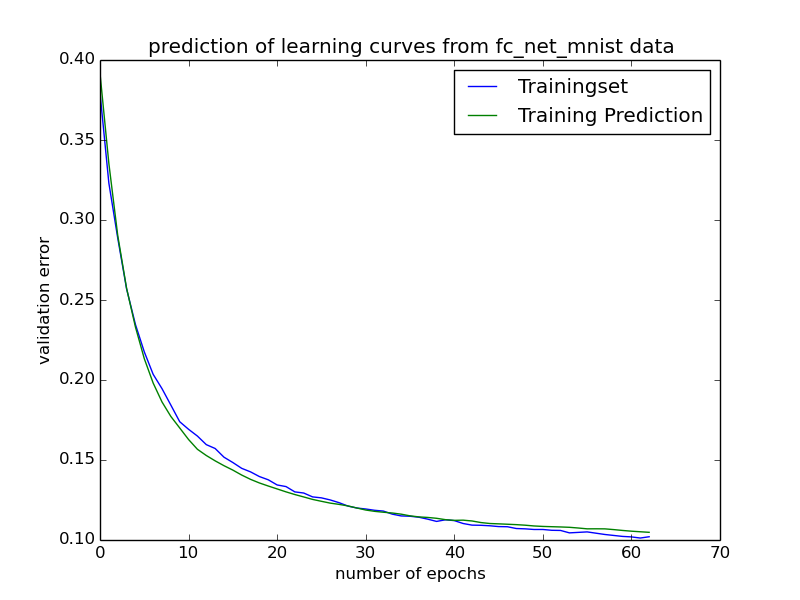 prediction of learning curves from fc_net_mnist data
Trainingset
Training Prediction
0.40
0.35
0.30
0.25
0.20
0.15
0.10
validation error
0 10 20 30 40 50 60 70
number of epochs